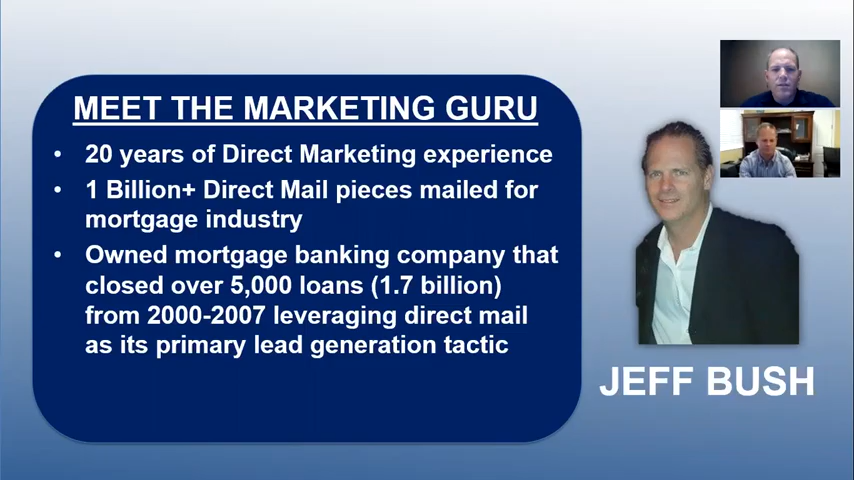 MEET THE MARKETING GURU
• 20 years of Direct Marketing experience
• 1 Billion+ Direct Mail pieces mailed for
mortgage industry
• Owned mortgage banking company that
closed over 5,000 loans (1.7 billion)
from 2000-2007 leveraging direct mail
as its primary lead generation tactic
JEFF BUSH